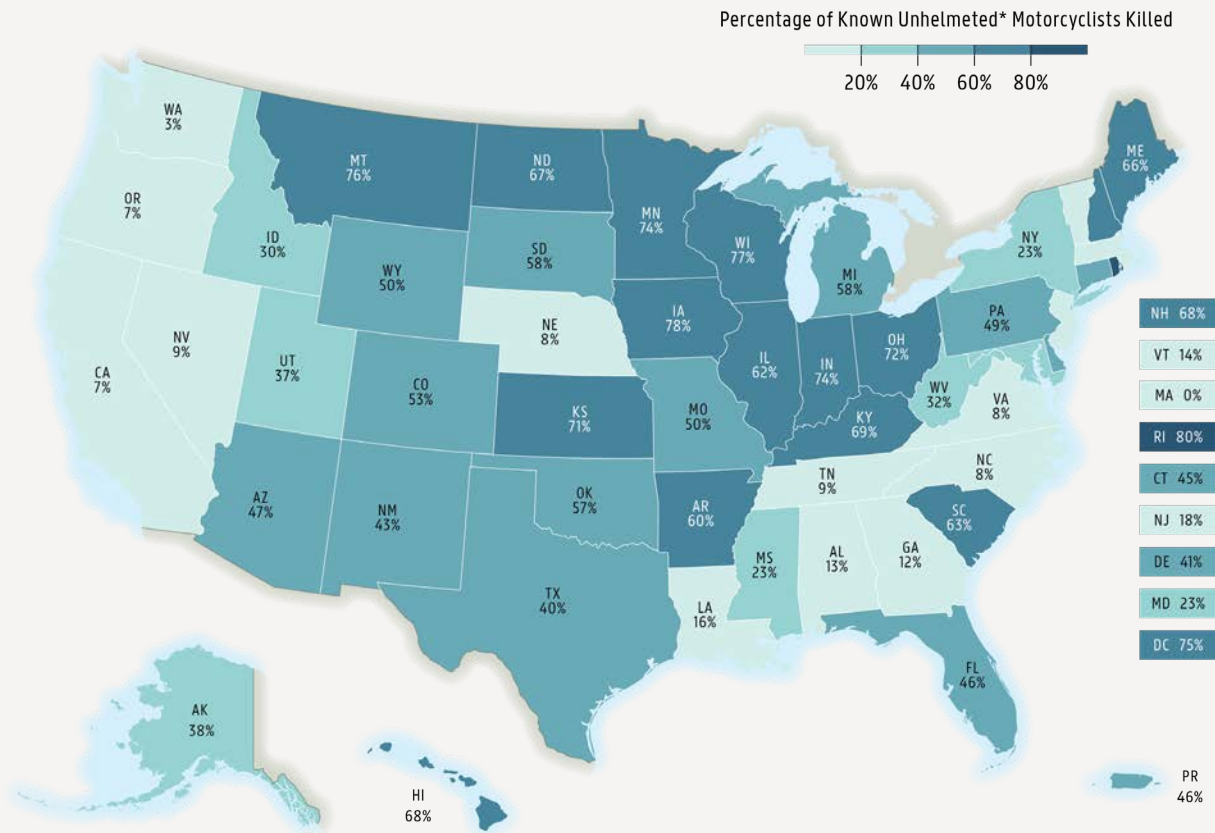 Percentage of Known Unhelmeted* Motorcyclists Killed
20% 40% 60% 80%
WA
3%
OR
7%
CA
7%
NV
9%
ID
30%
MT
76%
WY
50%
UT
37%
CO
53%
AZ
47%
NM
43%
ND
67%
SD
58%
NE
8%
KS
71%
OK
57%
TX
40%
MN
74%
IA
78%
MO
50%
AR
60%
LA
16%
WI
77%
IL
62%
MI
58%
IN
74%
OH
72%
KY
69%
TN
9%
MS
23%
AL
13%
GA
12%
FL
46%
SC
63%
NC
8%
VA
8%
WV
32%
PA
49%
NY
23%
ME
66%
NH 68%
VT 14%
MA 0%
RI 80%
CT 45%
NJ 18%
DE 41%
MD 23%
DC 75%
AK
38%
HI
68%
PR
46%